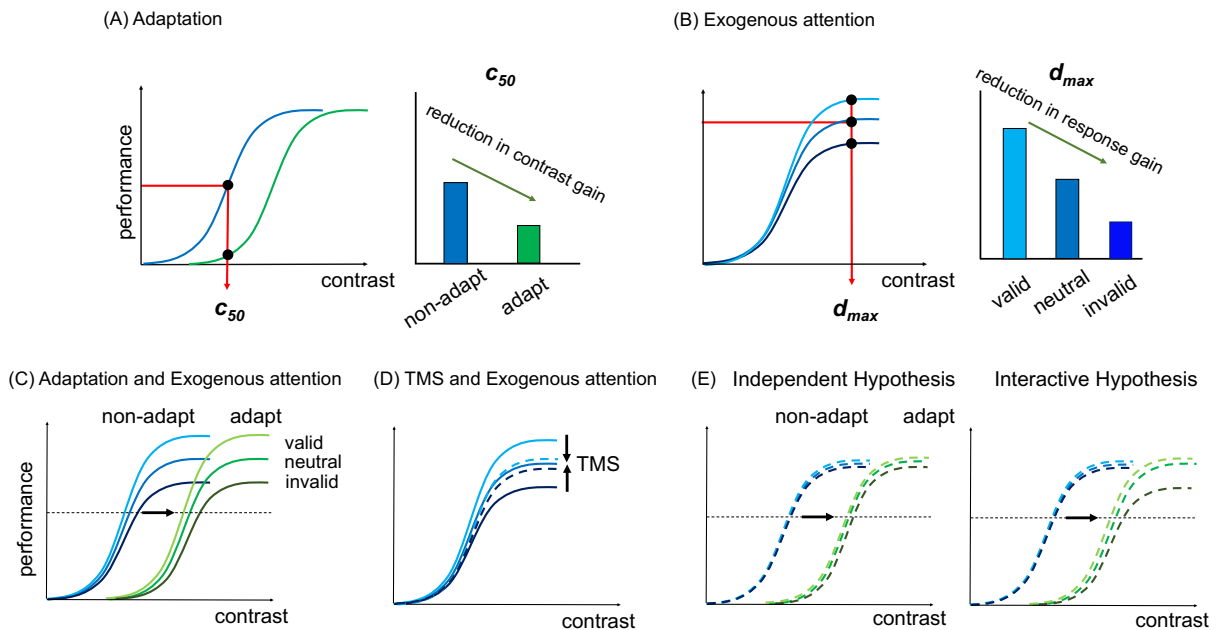 (A) Adaptation
performance
contrast
c50
c50
reduction in contrast gain
non-adapt
adapt
(B) Exogenous attention
contrast
dmax
dmax
reduction in
response gain
valid
neutral
invalid
(C) Adaptation and Exogenous attention
non-adapt
adapt
valid
neutral
invalid
performance
contrast
(D) TMS and Exogenous attention
TMS
contrast
(E)
Independent Hypothesis
non-adapt
adapt
contrast
Interactive Hypothesis
contrast